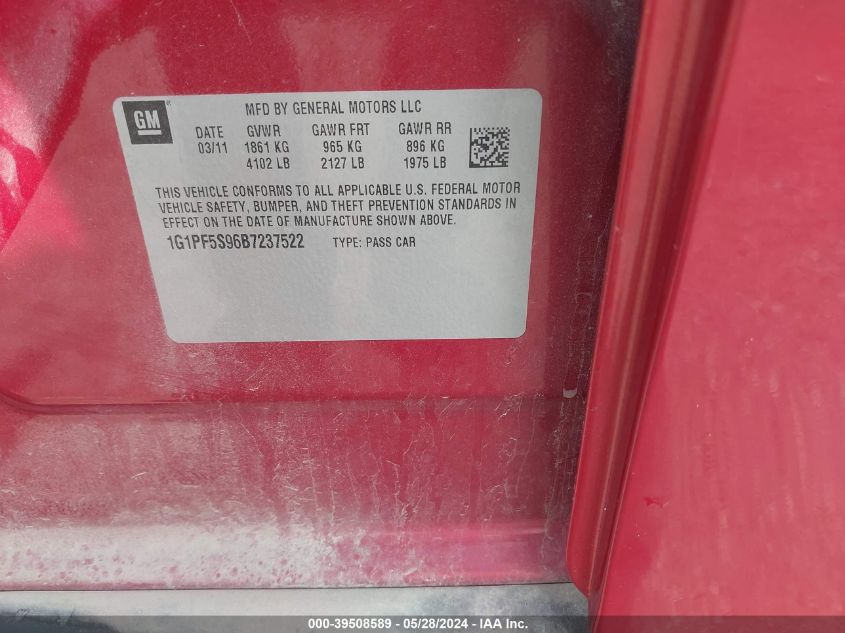 GM
MFD BY GENERAL MOTORS LLC
DATE GVWR GAWR FRT GAWR RR
03/11 1861 KG 965 KG 896 KG
4102 LB 2127 LB 1975 LB
THIS VEHICLE CONFORMS TO ALL APPLICABLE U.S. FEDERAL MOTOR
VEHICLE SAFETY, BUMPER, AND THEFT PREVENTION STANDARDS IN
EFFECT ON THE DATE OF MANUFACTURE SHOWN ABOVE.
1G1PF5S96B7237522 TYPE: PASS CAR
000-39508589 - 05/28/2024 - IAA Inc.